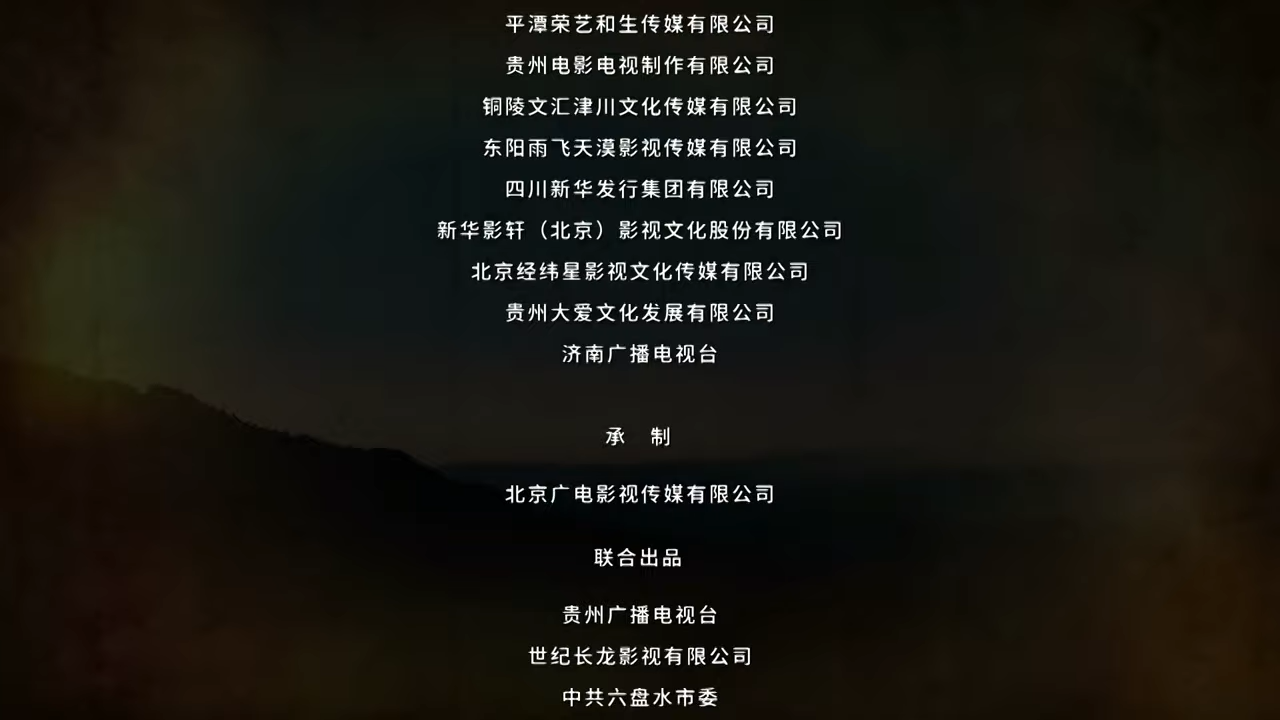 平潭荣艺和生传媒有限公司
贵州电影电视制作有限公司
铜陵文汇津川文化传媒有限公司
东阳雨飞天漠影视传媒有限公司
四川新华发行集团有限公司
新华影轩（北京）影视文化股份有限公司
北京经纬星影视文化传媒有限公司
贵州大爱文化发展有限公司
济南广播电视台
承 制
北京广电影视传媒有限公司
联合出品
贵州广播电视台
世纪长龙影视有限公司
中共六盘水市委